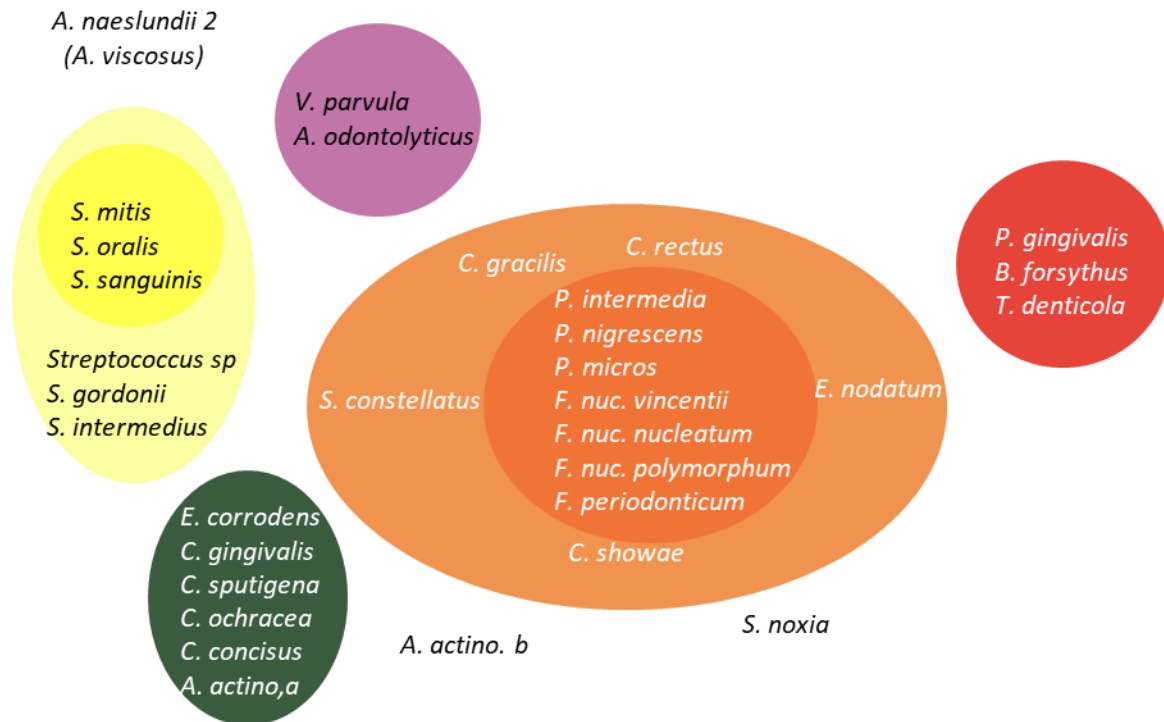 A. naeslundii 2
(A. viscosus)
V. parvula
A. odontolyticus
S. mitis
S. oralis
S. sanguinis
Streptococcus sp
S. gordonii
S. intermedius
C. gracilis
C. rectus
P. intermedia
P. nigrescens
P. micros
F. nuc. vincentii
F. nuc. nucleatum
F. nuc. polymorphum
F. periodonticum
S. constellatus
E. nodatum
C. showae
P. gingivalis
B. forsythus
T. denticola
E. corrodens
C. gingivalis
C. sputigena
C. ochracea
C. concisus
A. actino,a
A. actino. b
S. noxia